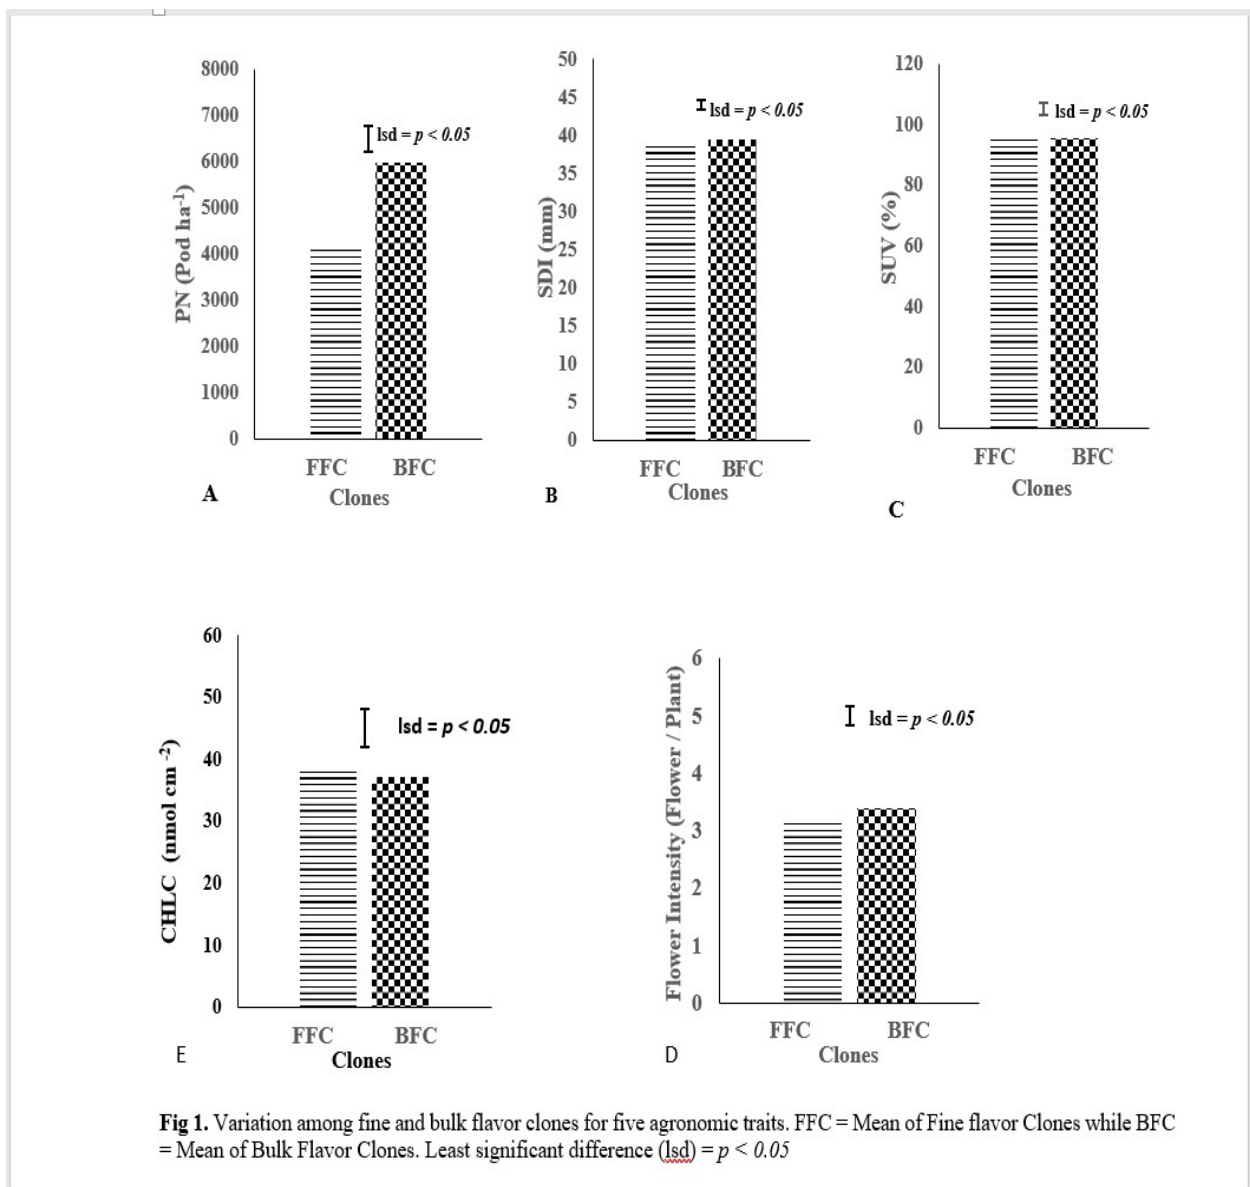 8000
7000
6000
5000
4000
3000
2000
1000
0
PN (Pod ha-1)
lsd = p < 0.05
FFC BFC
Clones
A
50
45
40
35
30
25
20
15
10
5
0
SDI (mm)
lsd = p < 0.05
FFC BFC
Clones
B
120
100
80
60
40
20
0
SUV (%)
lsd = p < 0.05
FFC BFC
Clones
C
60
50
40
30
20
10
0
CHLC (nmol cm -2)
lsd = p < 0.05
FFC BFC
Clones
E
6
5
4
3
2
1
0
Flower Intensity (Flower / Plant)
lsd = p < 0.05
FFC BFC
Clones
D
Fig 1. Variation among fine and bulk flavor clones for five agronomic traits. FFC = Mean of Fine flavor Clones while BFC
= Mean of Bulk Flavor Clones. Least significant difference (lsd) = p < 0.05